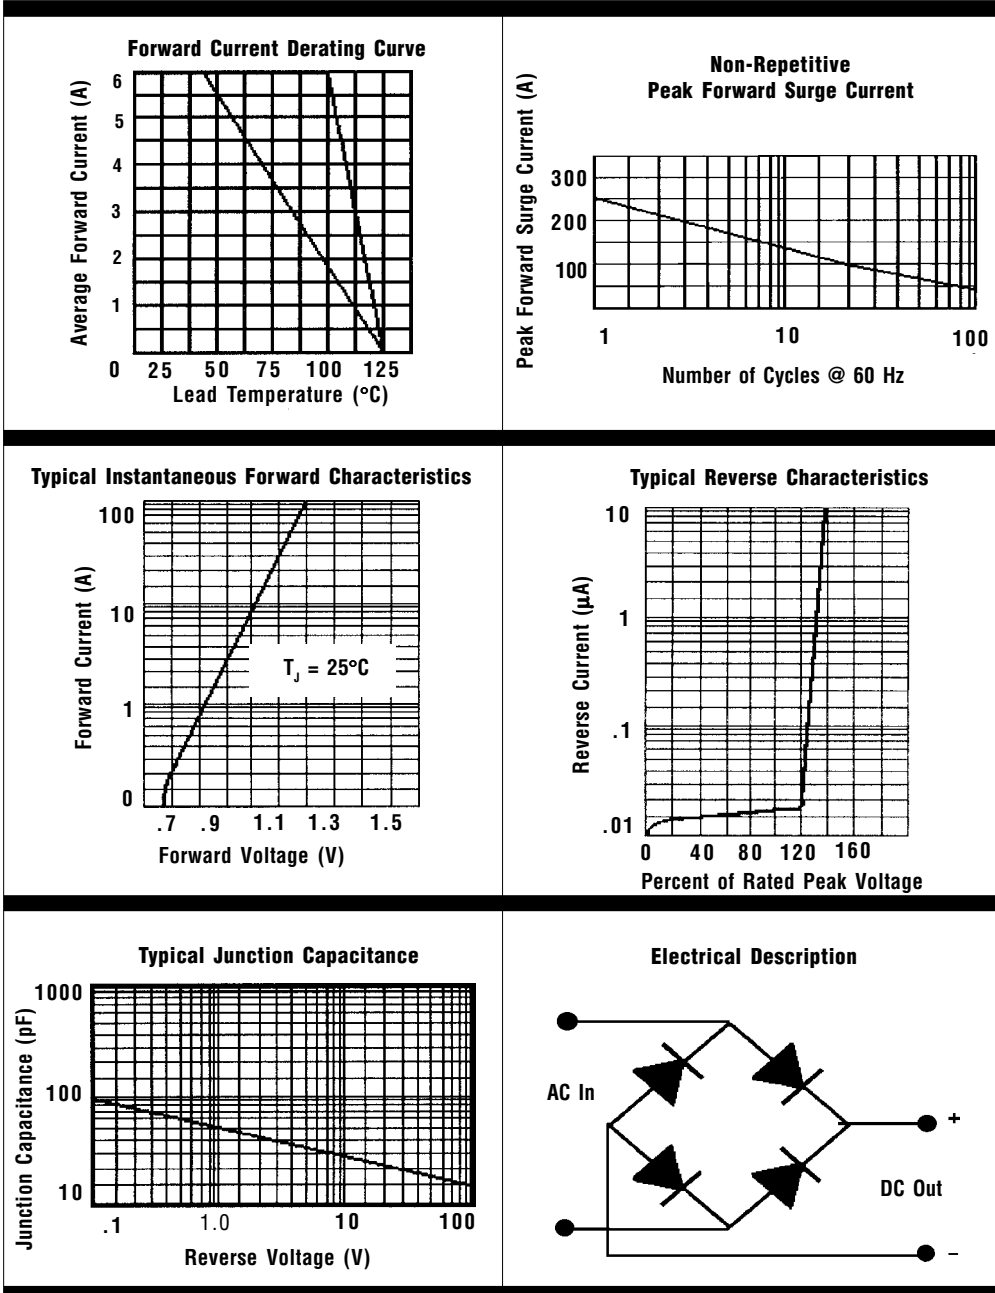 Forward Current Derating Curve
Average Forward Current (A)
6
5
4
3
2
1
0 25 50 75 100 125
Lead Temperature (°C)
Non-Repetitive
Peak Forward Surge Current
Peak Forward Surge Current (A)
300
200
100
1 10 100
Number of Cycles @ 60 Hz
Typical Instantaneous Forward Characteristics
Forward Current (A)
100
10
1
0
TJ = 25°C
.7 .9 1.1 1.3 1.5
Forward Voltage (V)
Typical Reverse Characteristics
Reverse Current (µA)
10
1
.1
.01
0 40 80 120 160
Percent of Rated Peak Voltage
Typical Junction Capacitance
Junction Capacitance (pF)
1000
100
10
.1 1.0 10 100
Reverse Voltage (V)
Electrical Description
AC In
+
DC Out
–